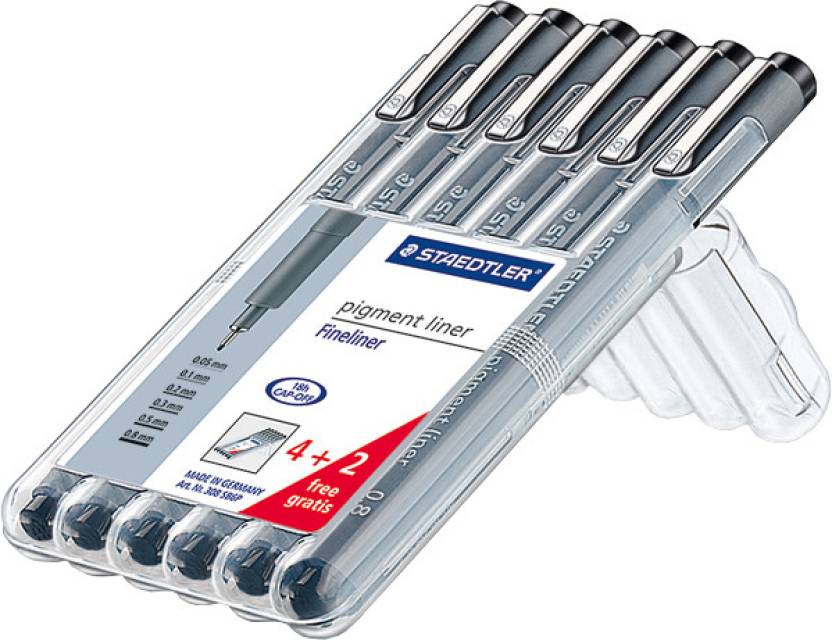 STAEDTLER
pigment liner
Fineliner
0.05 mm
0.1 mm
0.2 mm
0.3 mm
0.5 mm
0.8 mm
18h
CAP-OFF
4 + 2
free
gratis
MADE IN GERMANY
Art. Nr. 308 SB6P
STAEDTLER
pigment liner 0.8